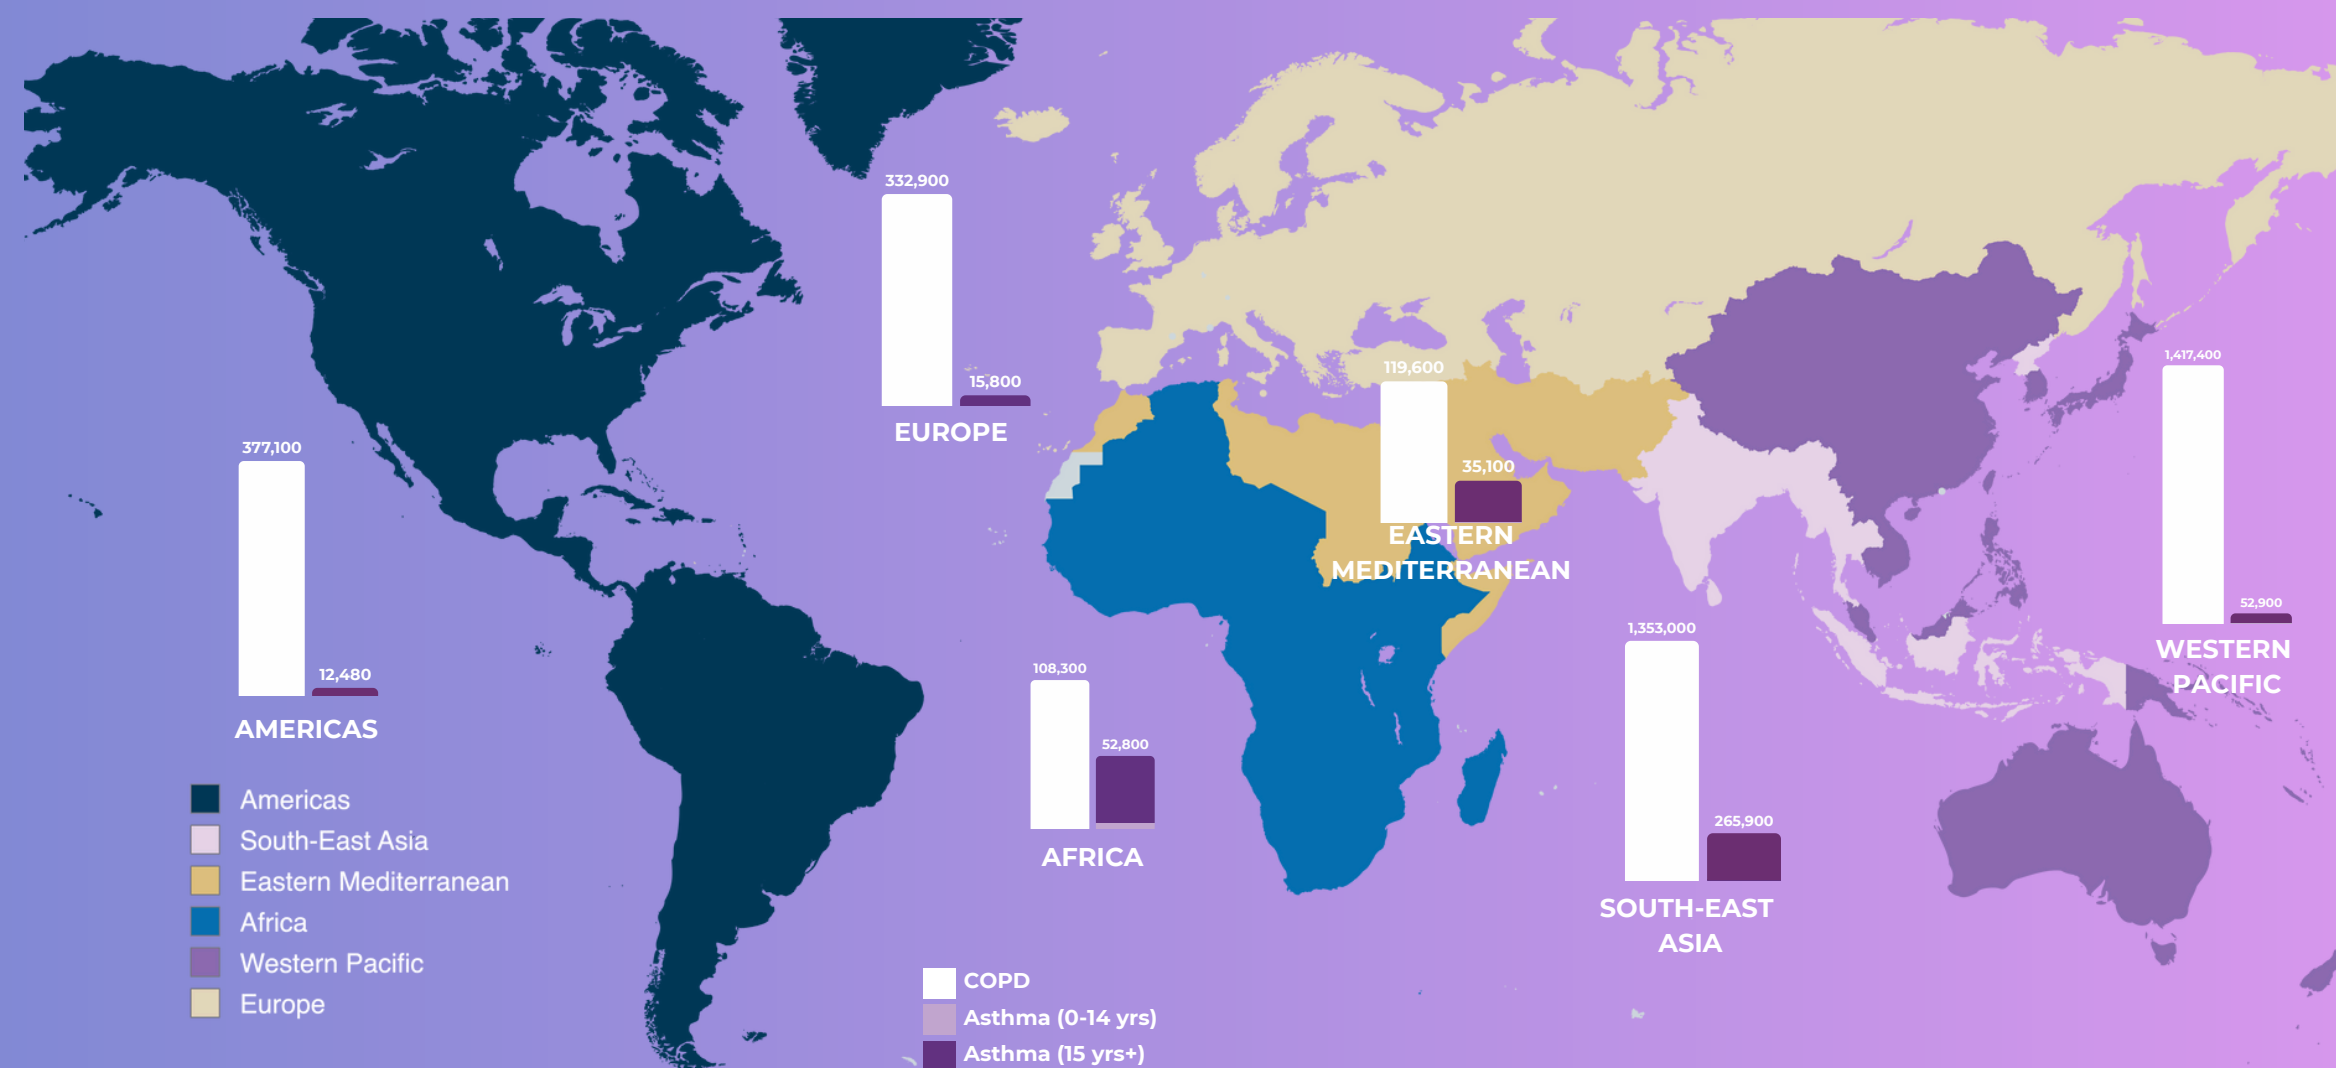 332,900
15,800
EUROPE
119,600
35,100
EASTERN
MEDITERRANEAN
1,417,400
52,900
WESTERN
PACIFIC
377,100
12,480
AMERICAS
108,300
52,800
AFRICA
1,353,000
265,900
SOUTH-EAST
ASIA
Americas
South-East Asia
Eastern Mediterranean
Africa
Western Pacific
Europe
COPD
Asthma (0-14 yrs)
Asthma (15 yrs+)